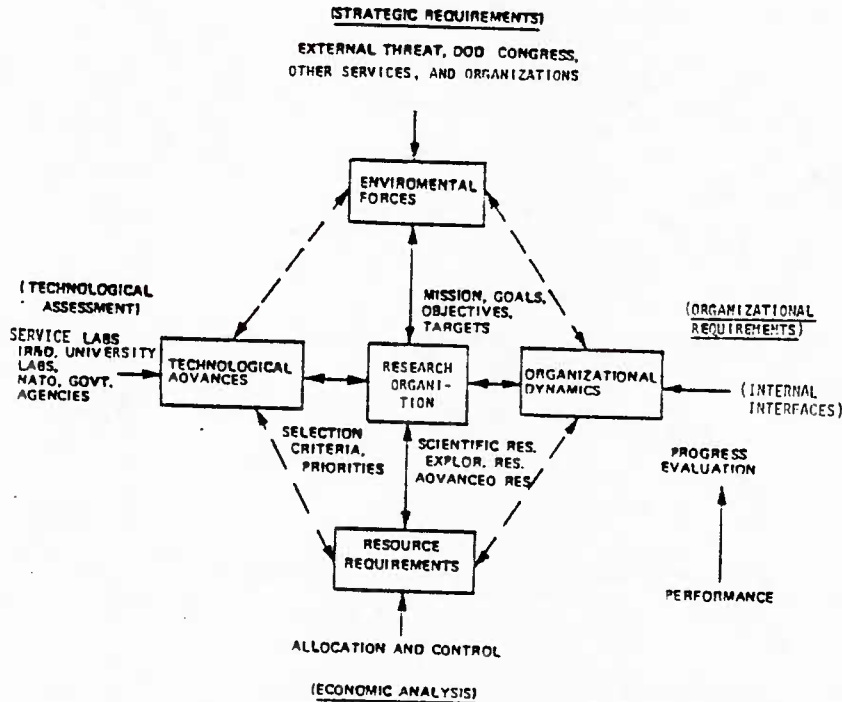 (STRATEGIC REQUIREMENTS)
EXTERNAL THREAT, DOD CONGRESS,
OTHER SERVICES, AND ORGANIZATIONS
ENVIROMENTAL
FORCES
(TECHNOLOGICAL
ASSESSMENT)
MISSION, GOALS,
OBJECTIVES,
TARGETS
(ORGANIZATIONAL
REQUIREMENTS)
SERVICE LABS
IR&D, UNIVERSITY
LABS,
NATO, GOVT.
AGENCIES
TECHNOLOGICAL
ADVANCES
RESEARCH
ORGANI-
TION
ORGANIZATIONAL
DYNAMICS
(INTERNAL
INTERFACES)
SELECTION
CRITERIA,
PRIORITIES
SCIENTIFIC RES.
EXPLOR. RES.
ADVANCED RES.
PROGRESS
EVALUATION
RESOURCE
REQUIREMENTS
PERFORMANCE
ALLOCATION AND CONTROL
(ECONOMIC ANALYSIS)